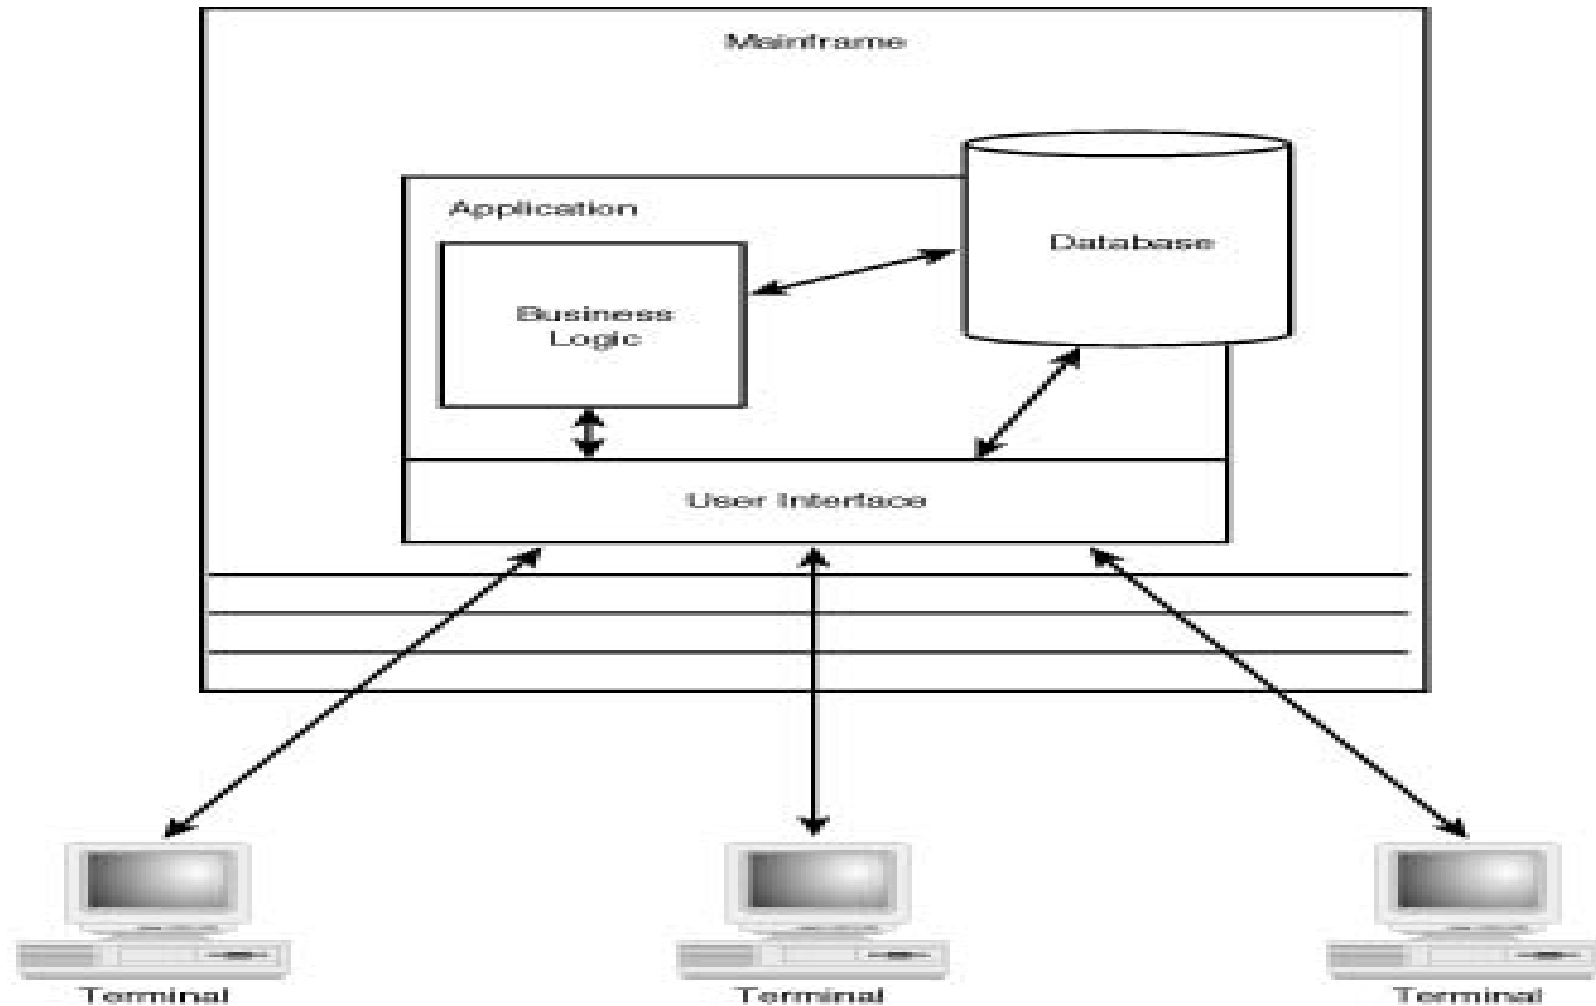 Mainframe
Application
Database
Business
Logic
User Interface
Terminal
Terminal
Terminal